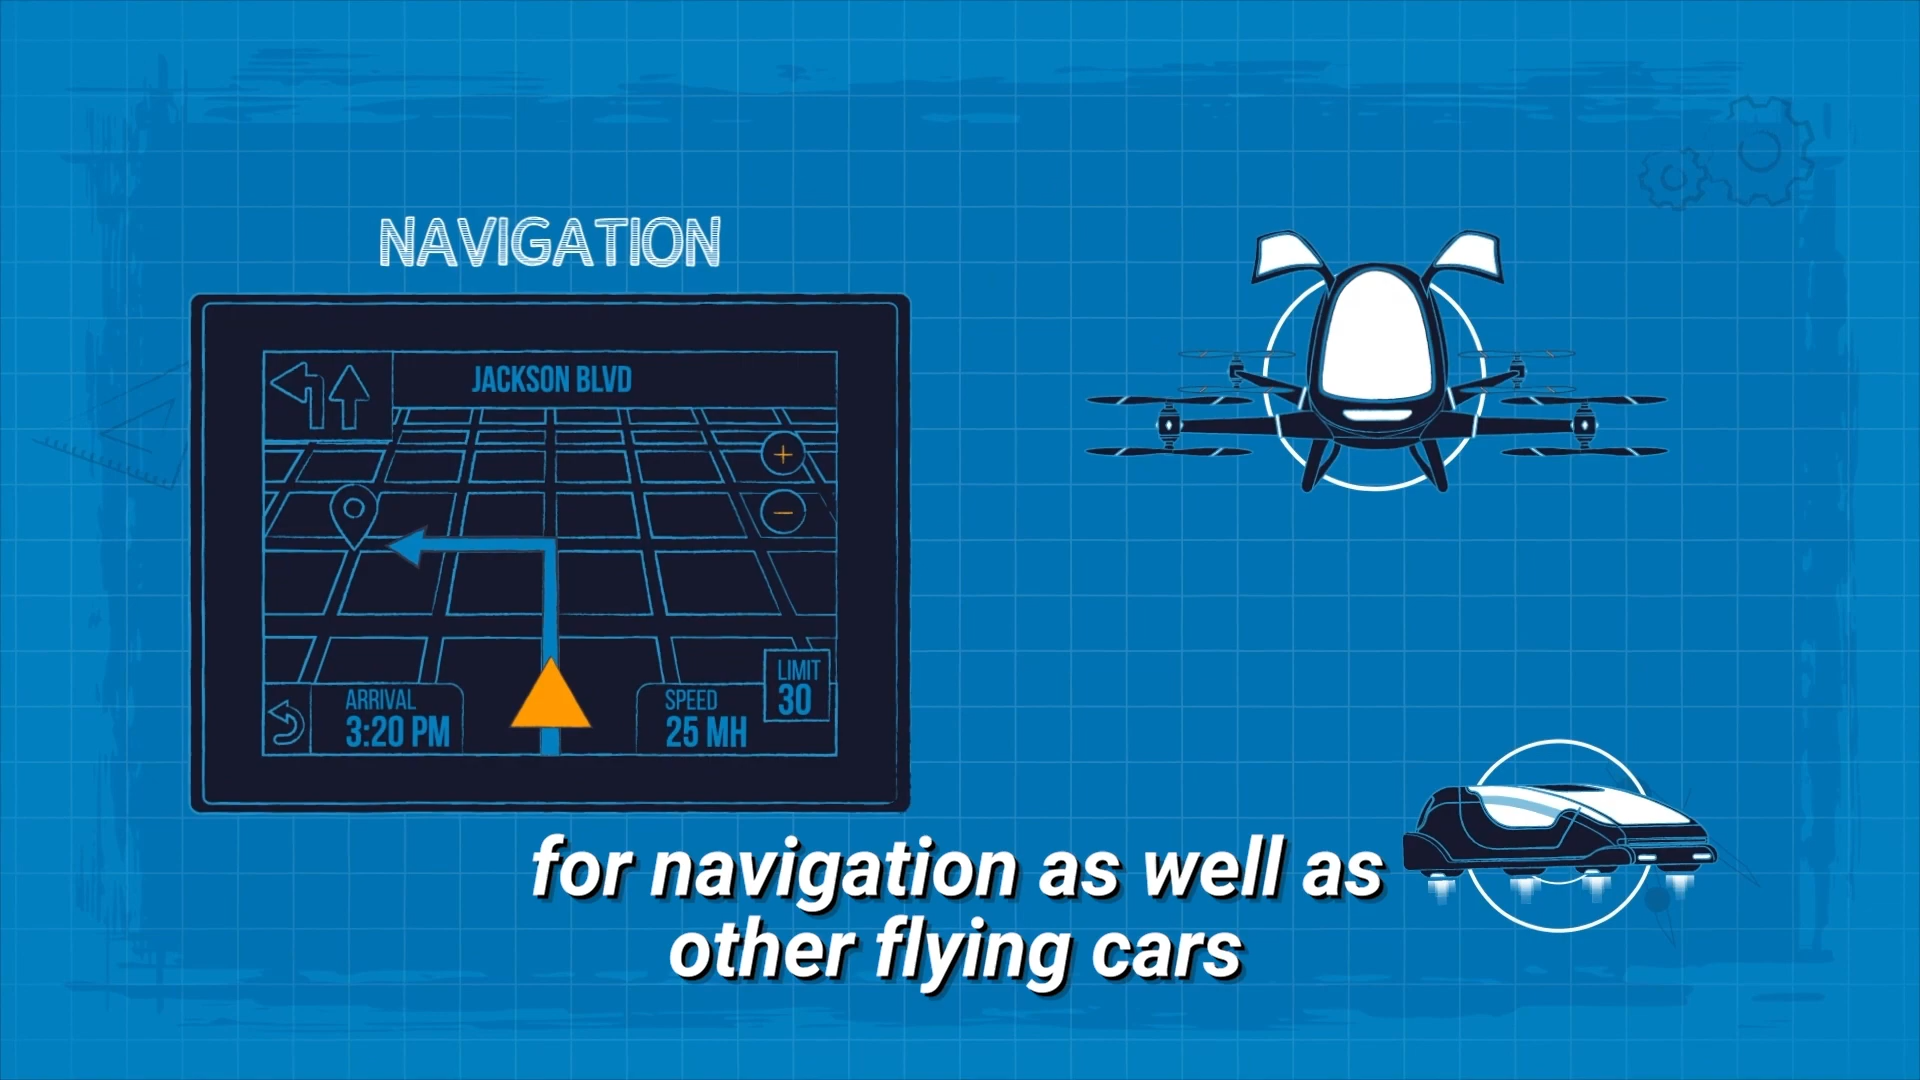 NAVIGATION
JACKSON BLVD
+
−
LIMIT
30
ARRIVAL
3:20 PM
SPEED
25 MH
for navigation as well as
other flying cars